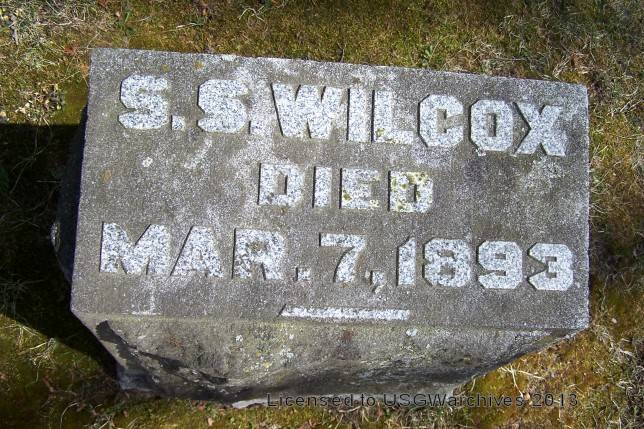 S.S. WILCOX
DIED
MAR. 7, 1893
Licensed to USGWarchives 2013